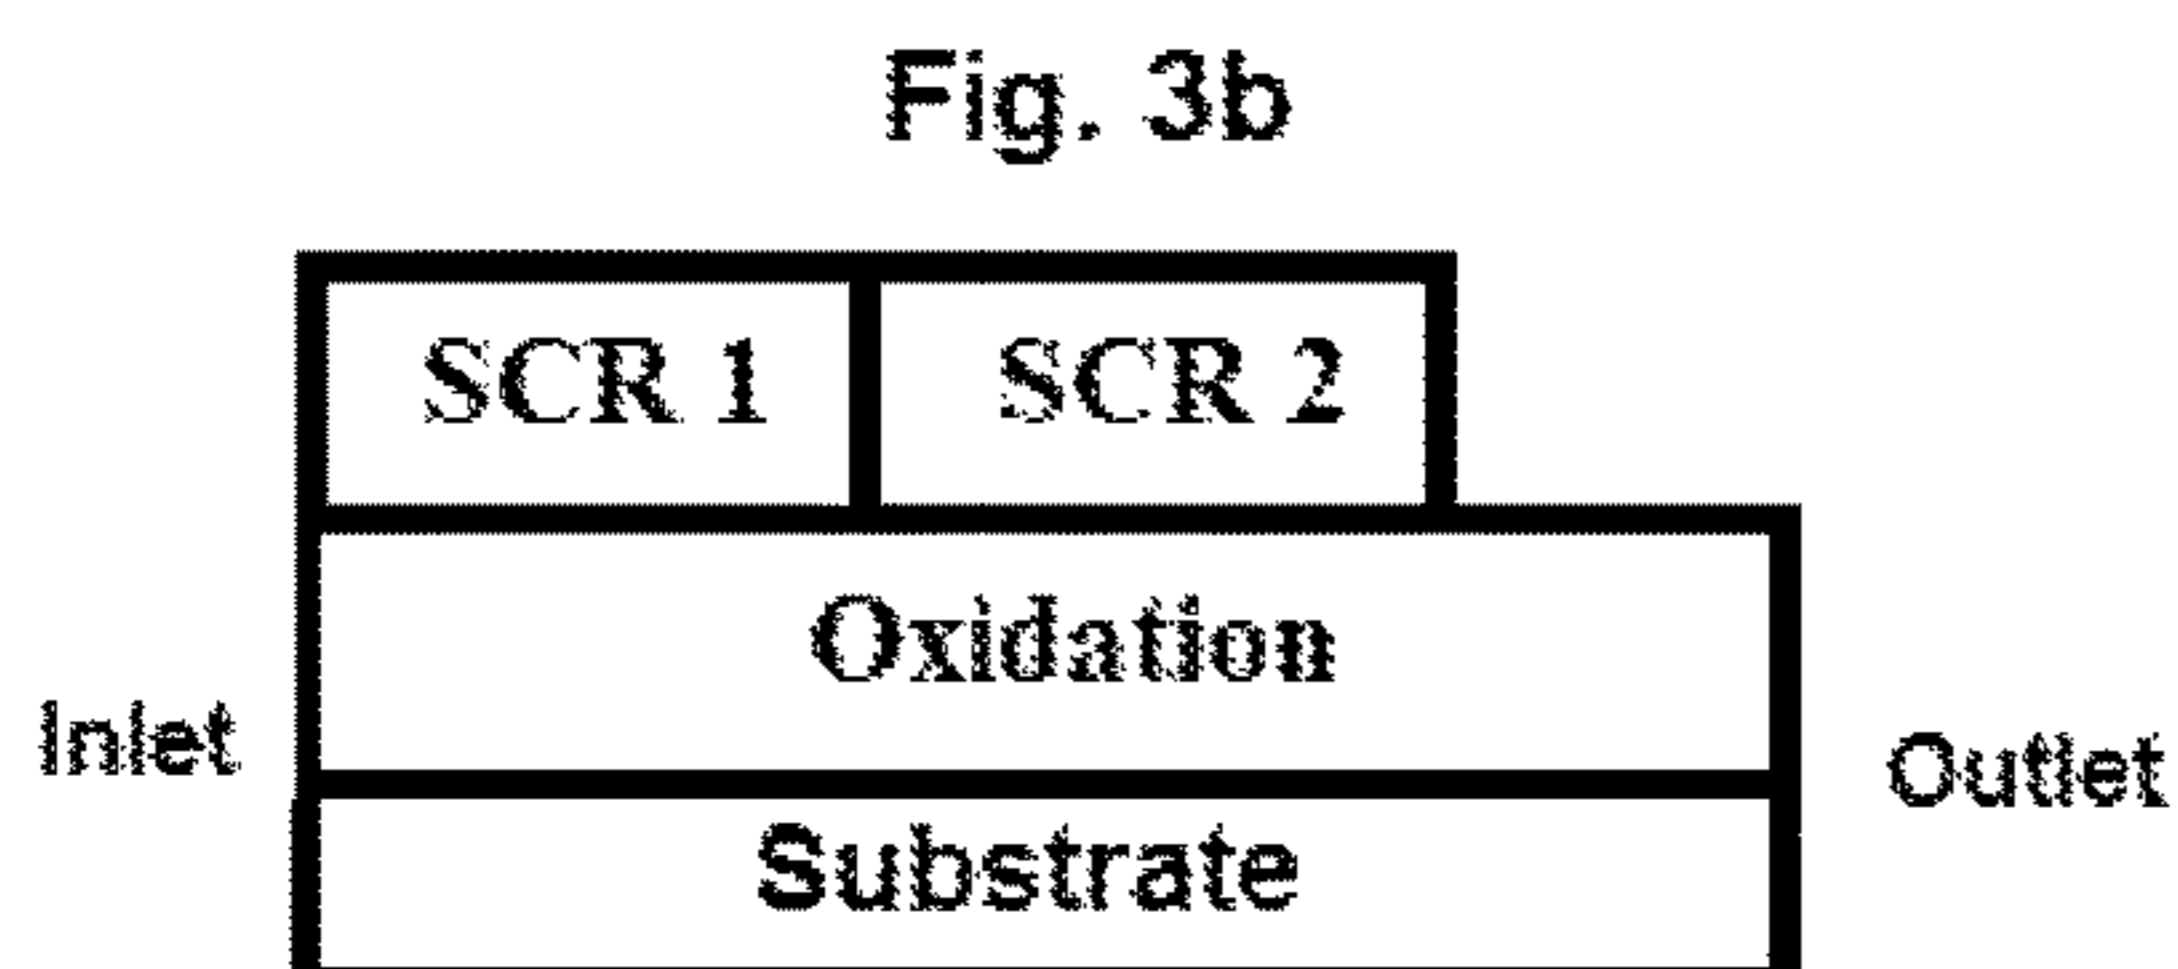 Fig. 3b
SCR 1 SCR 2
Oxidation
Inlet
Outlet
Substrate